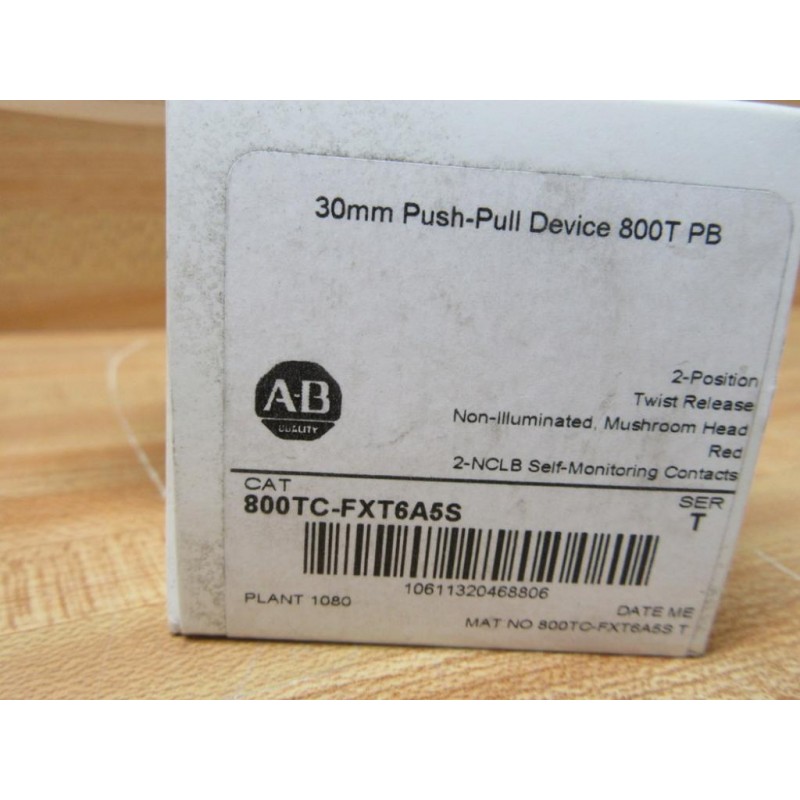 30mm Push-Pull Device 800T PB
A-B
QUALITY
2-Position
Twist Release
Non-Illuminated, Mushroom Head
Red
2-NCLB Self-Monitoring Contacts
CAT
800TC-FXT6A5S
SER
T
10611320468806
PLANT 1080
DATE ME
MAT NO 800TC-FXT6A5S T